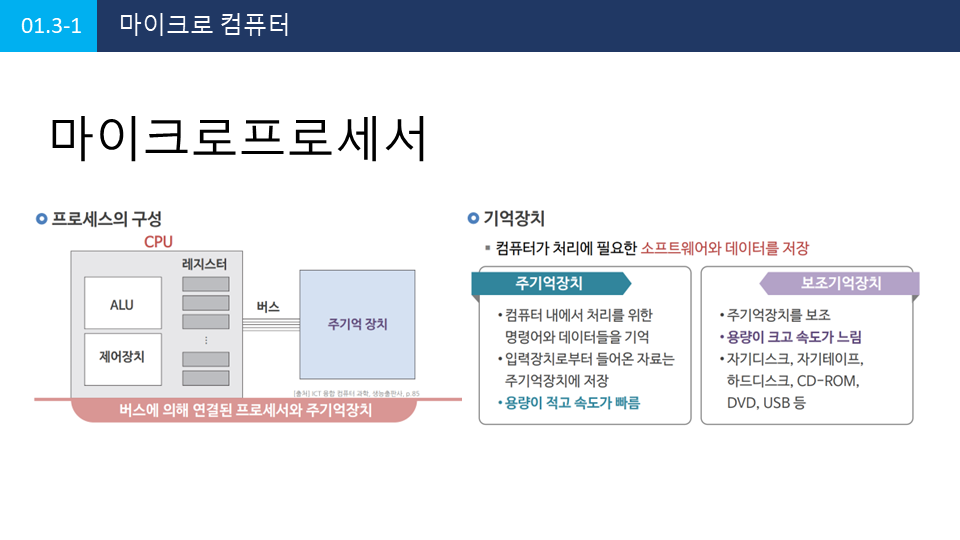 01.3-1 마이크로 컴퓨터
마이크로프로세서
프로세스의 구성
CPU
레지스터
ALU
제어장치
⋮
버스
주기억 장치
[출처] ICT 융합 컴퓨터 과학, 생능출판사, p.85
버스에 의해 연결된 프로세서와 주기억장치
기억장치
▪ 컴퓨터가 처리에 필요한 소프트웨어와 데이터를 저장
주기억장치
• 컴퓨터 내에서 처리를 위한
명령어와 데이터들을 기억
• 입력장치로부터 들어온 자료는
주기억장치에 저장
• 용량이 적고 속도가 빠름
보조기억장치
• 주기억장치를 보조
• 용량이 크고 속도가 느림
• 자기디스크, 자기테이프,
하드디스크, CD-ROM,
DVD, USB 등